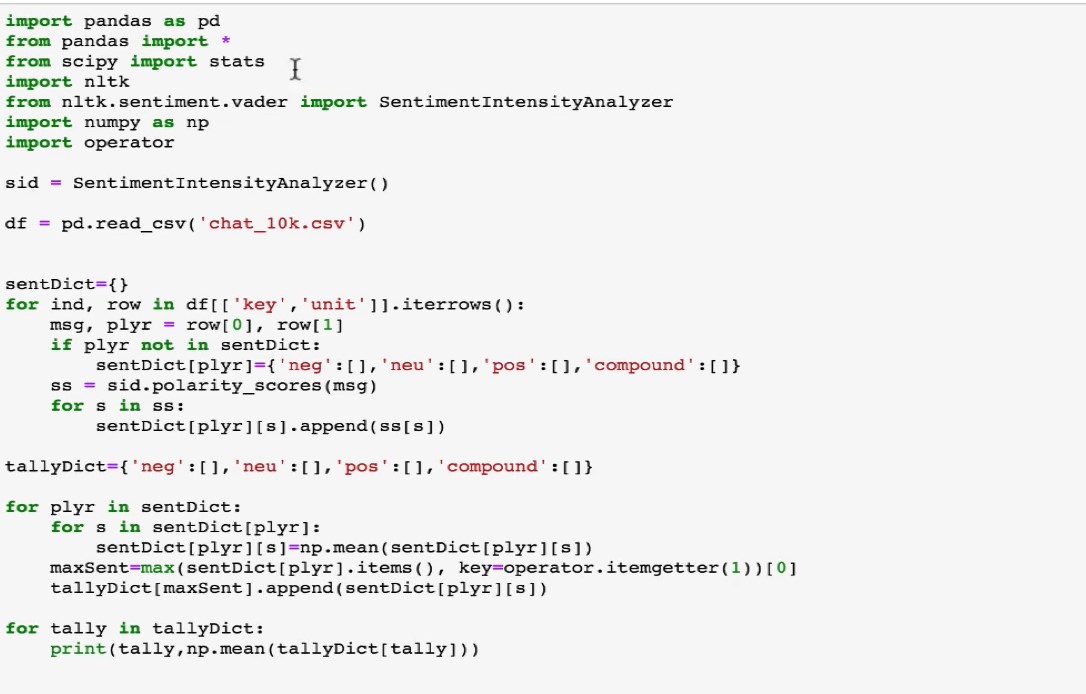 import pandas as pd
from pandas import *
from scipy import stats
import nltk
from nltk.sentiment.vader import SentimentIntensityAnalyzer
import numpy as np
import operator

sid = SentimentIntensityAnalyzer()

df = pd.read_csv('chat_10k.csv')


sentDict={}
for ind, row in df[['key','unit']].iterrows():
    msg, plyr = row[0], row[1]
    if plyr not in sentDict:
        sentDict[plyr]={'neg':[],'neu':[],'pos':[],'compound':[]}
    ss = sid.polarity_scores(msg)
    for s in ss:
        sentDict[plyr][s].append(ss[s])

tallyDict={'neg':[],'neu':[],'pos':[],'compound':[]}

for plyr in sentDict:
    for s in sentDict[plyr]:
        sentDict[plyr][s]=np.mean(sentDict[plyr][s])
    maxSent=max(sentDict[plyr].items(), key=operator.itemgetter(1))[0]
    tallyDict[maxSent].append(sentDict[plyr][s])

for tally in tallyDict:
    print(tally,np.mean(tallyDict[tally]))